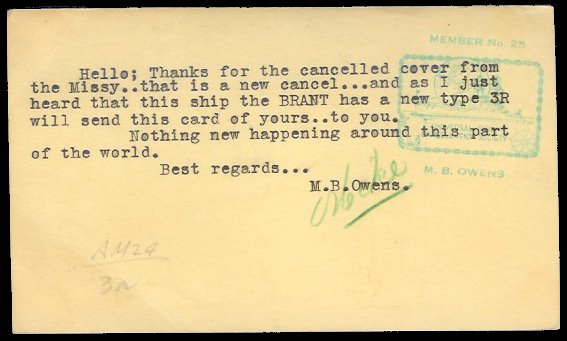 MEMBER No 25
Hello; Thanks for the cancelled cover from
the Missy..that is a new cancel...and as I just
heard that this ship the BRANT has a new type 3R
will send this card of yours..to you.
Nothing new happening around this part
of the world.
Best regards...
M. B. OWENS
M.B.Owens.
Mike
AM24